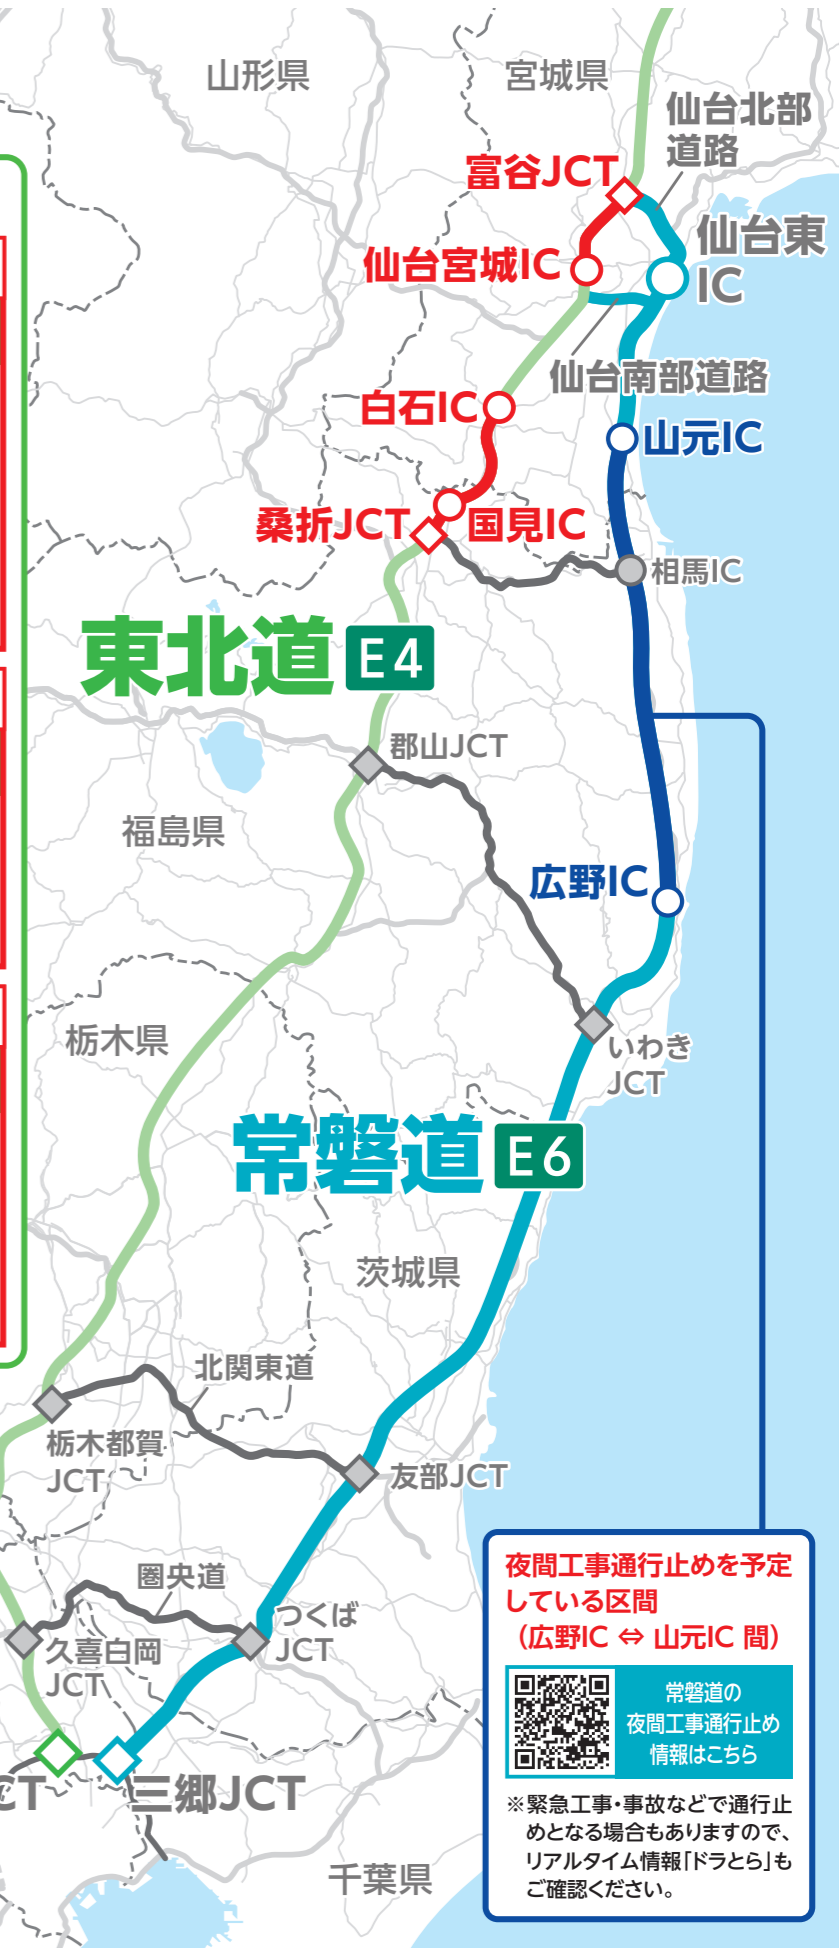 山形県
宮城県
仙台北部
道路
富谷JCT
仙台東
IC
仙台宮城IC
仙台南部道路
白石IC
山元IC
桑折JCT
国見IC
相馬IC
東北道 E4
郡山JCT
福島県
広野IC
栃木県
いわき
JCT
常磐道 E6
茨城県
北関東道
栃木都賀
JCT
友部JCT
圏央道
つくば
JCT
久喜白岡
JCT
CT
三郷JCT
千葉県
夜間工事通行止めを予定
している区間
（広野IC ⇔ 山元IC 間）
常磐道の
夜間工事通行止め
情報はこちら
※緊急工事・事故などで通行止
めとなる場合もありますので、
リアルタイム情報「ドラとら」も
ご確認ください。